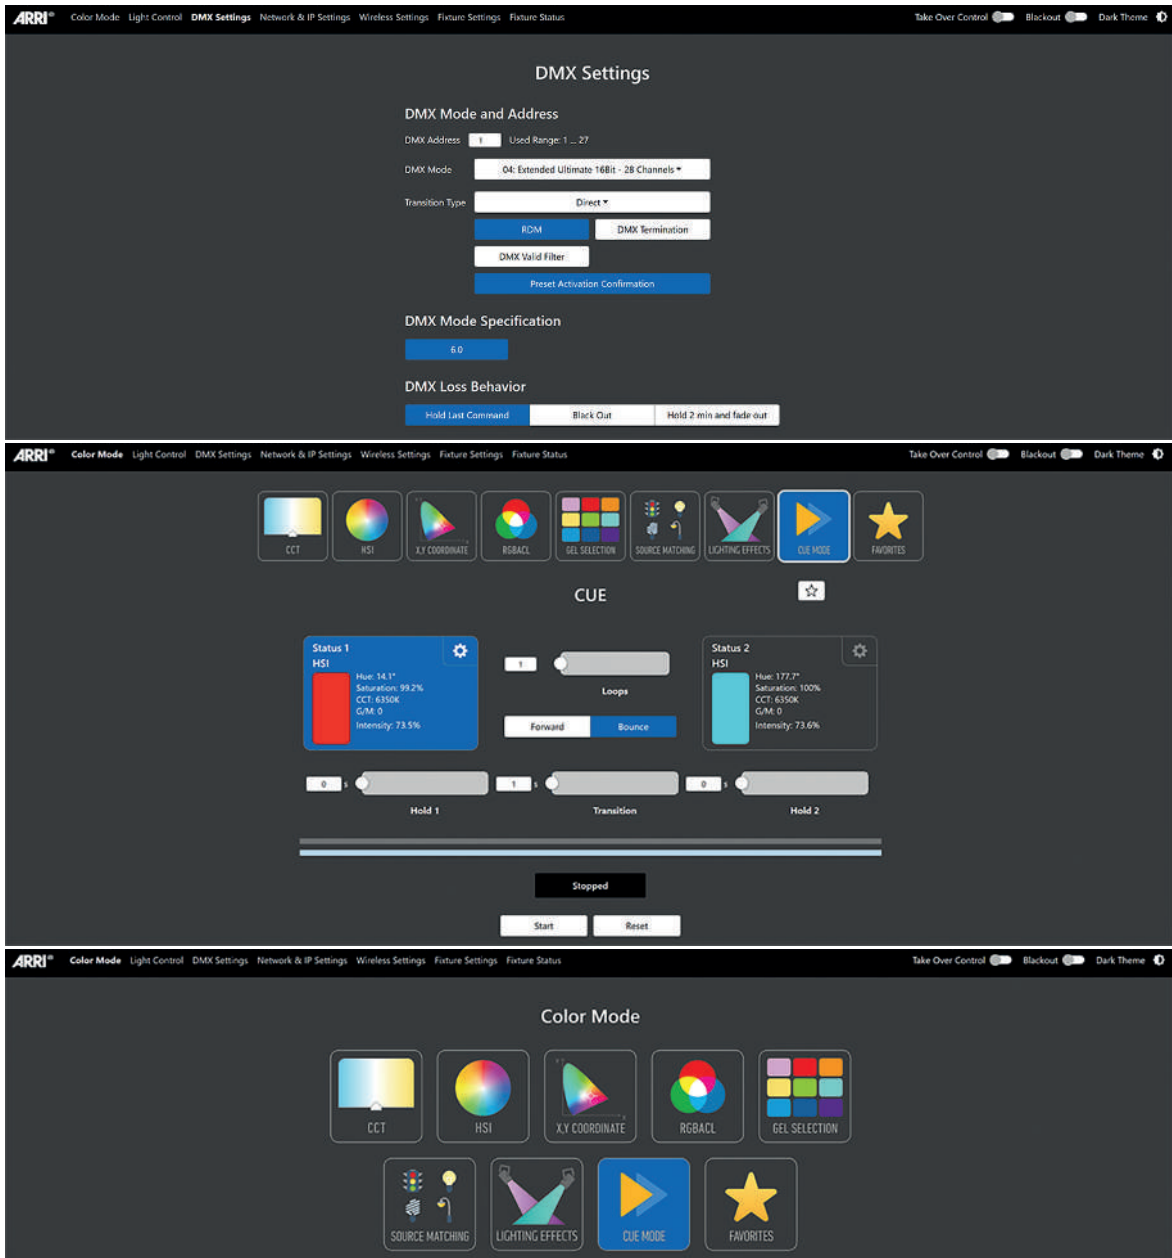 ARRI® Color Mode Light Control DMX Settings Network & IP Settings Wireless Settings Fixture Settings Fixture Status Take Over Control Blackout Dark Theme
DMX Settings
DMX Mode and Address
DMX Address 1 Used Range: 1 ... 27
DMX Mode 04: Extended Ultimate 16Bit - 28 Channels
Transition Type Direct
RDM DMX Termination
DMX Valid Filter
Preset Activation Confirmation
DMX Mode Specification
6.0
DMX Loss Behavior
Hold Last Command Black Out Hold 2 min and fade out
ARRI® Color Mode Light Control DMX Settings Network & IP Settings Wireless Settings Fixture Settings Fixture Status Take Over Control Blackout Dark Theme
CCT HSI X,Y COORDINATE RGBACL GEL SELECTION SOURCE MATCHING LIGHTING EFFECTS CUE MODE FAVORITES
CUE
Status 1
HSI
Hue: 14.1°
Saturation: 99.2%
CCT: 6350K
G/M: 0
Intensity: 73.5%
1
Loops
Forward Bounce
Status 2
HSI
Hue: 177.7°
Saturation: 100%
CCT: 6350K
G/M: 0
Intensity: 73.6%
0 s 1 s 0 s
Hold 1 Transition Hold 2
Stopped
Start Reset
ARRI® Color Mode Light Control DMX Settings Network & IP Settings Wireless Settings Fixture Settings Fixture Status Take Over Control Blackout Dark Theme
Color Mode
CCT HSI X,Y COORDINATE RGBACL GEL SELECTION
SOURCE MATCHING LIGHTING EFFECTS CUE MODE FAVORITES